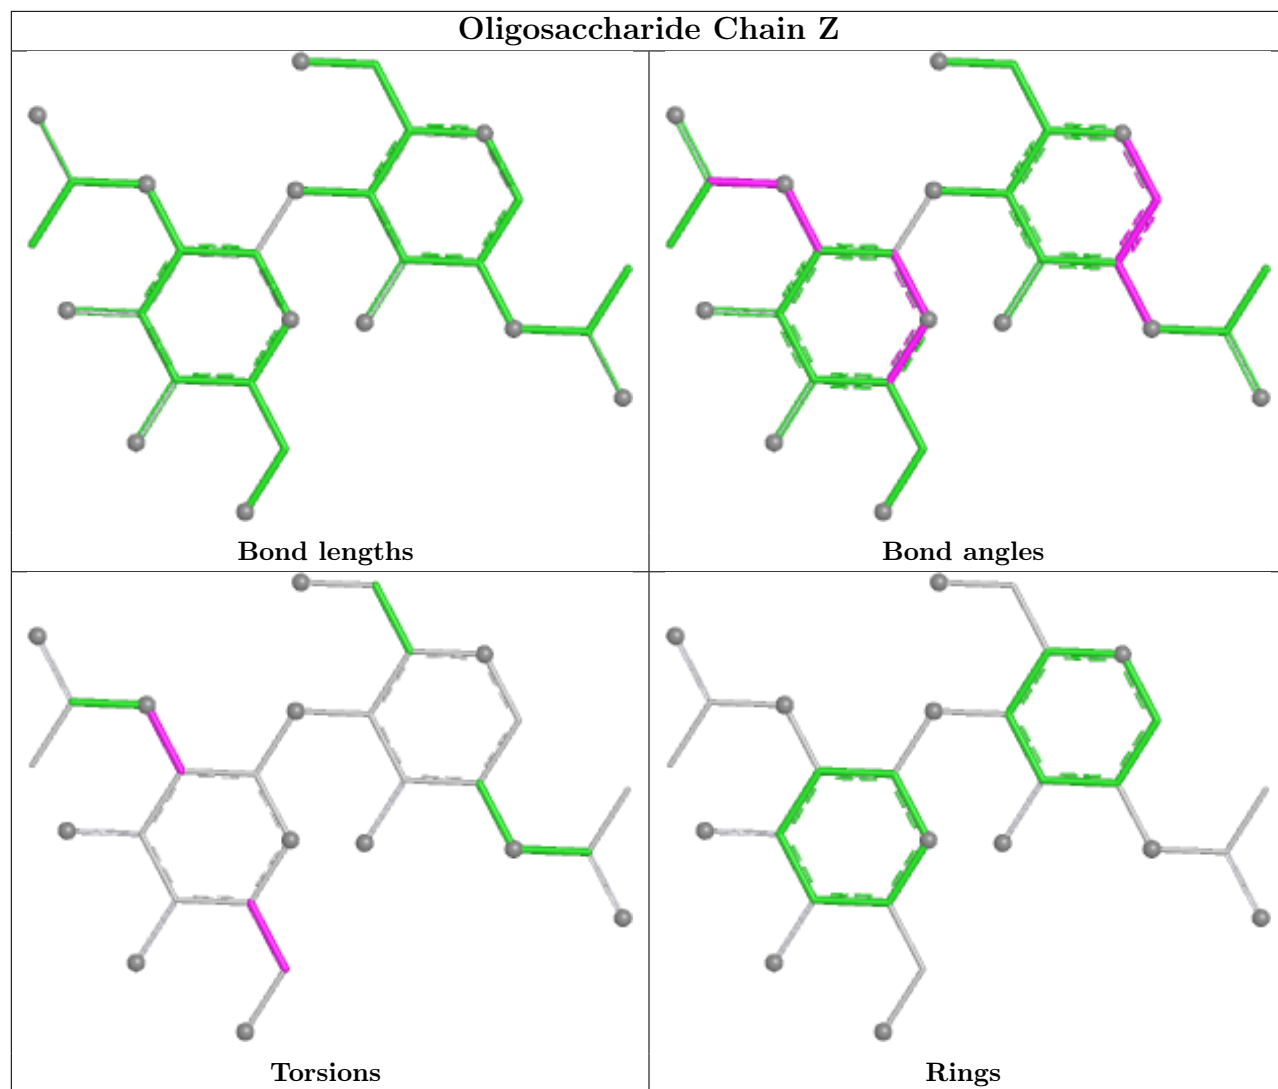 Oligosaccharide Chain Z
Bond lengths
Bond angles
Torsions
Rings